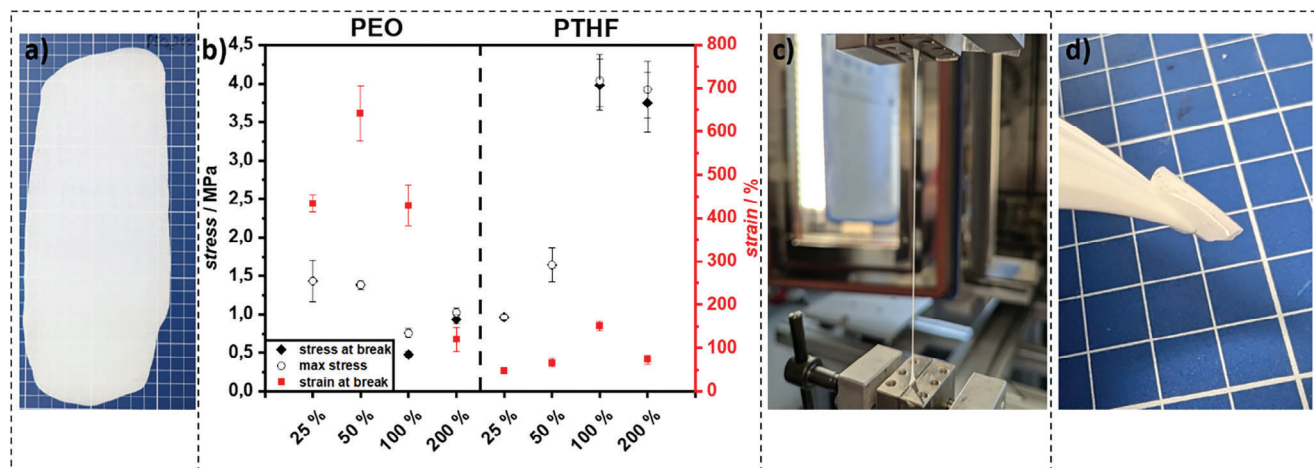 PEO
PTHF
a)
b)
c)
d)
4,5
4,0
3,5
3,0
2,5
2,0
1,5
1,0
0,5
0,0
stress / MPa
800
700
600
500
400
300
200
100
0
strain / %
stress at break
max stress
strain at break
25 %
50 %
100 %
200 %
25 %
50 %
100 %
200 %